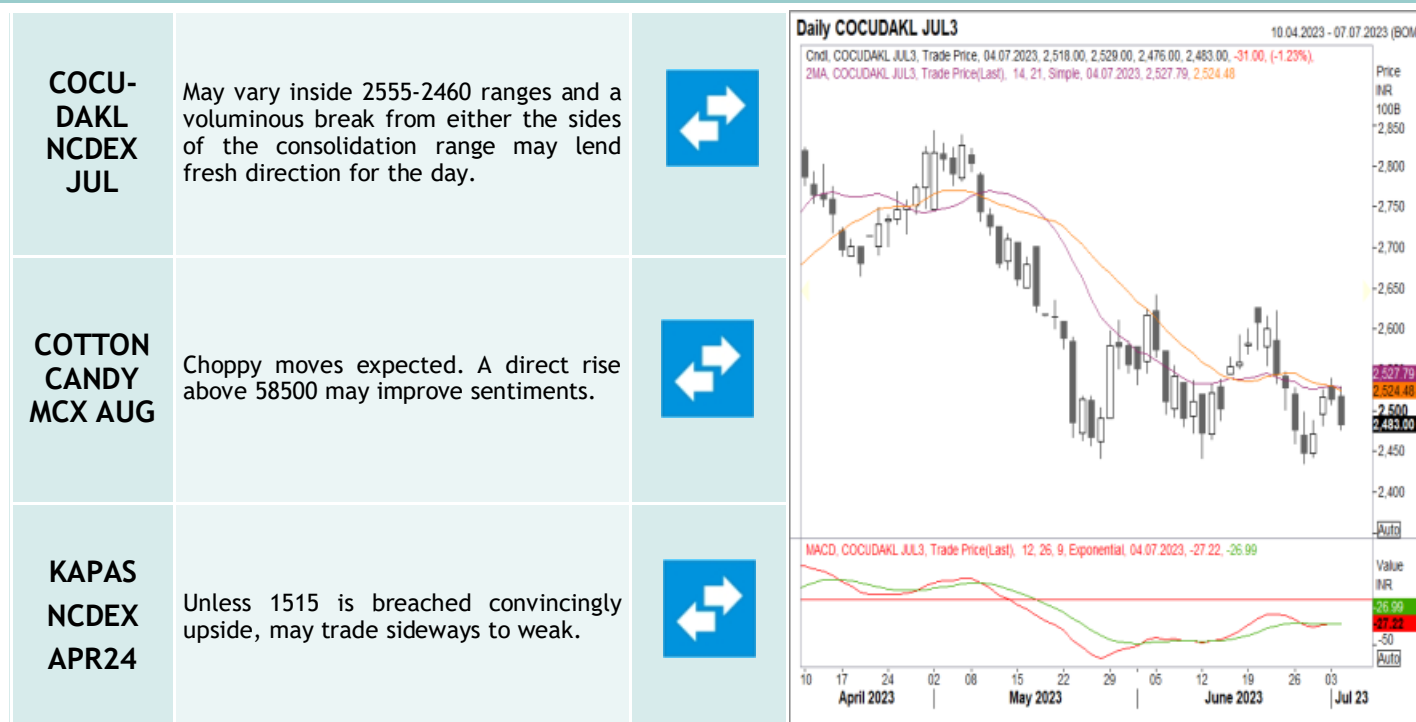 COCU-
DAKL
NCDEX
JUL
May vary inside 2555-2460 ranges and a
voluminous break from either the sides
of the consolidation range may lend
fresh direction for the day.
COTTON
CANDY
MCX AUG
Choppy moves expected. A direct rise
above 58500 may improve sentiments.
KAPAS
NCDEX
APR24
Unless 1515 is breached convincingly
upside, may trade sideways to weak.
Daily COCUDAKL JUL3
10.04.2023 - 07.07.2023 (BOM
Cndl, COCUDAKL JUL3, Trade Price, 04.07.2023, 2,518.00, 2,529.00, 2,476.00, 2,483.00, -31.00, (-1.23%),
2MA, COCUDAKL JUL3, Trade Price(Last), 14, 21, Simple, 04.07.2023, 2,527.79, 2,524.48
Price
INR
100B
2,850
2,800
2,750
2,700
2,650
2,600
2,527.79
2,524.48
2,500
2,483.00
2,450
2,400
Auto
MACD, COCUDAKL JUL3, Trade Price(Last), 12, 26, 9, Exponential, 04.07.2023, -27.22, -26.99
Value
INR
-26.99
-27.22
-50
Auto
10 17 24 02 08 15 22 29 05 12 19 26 03
April 2023 May 2023 June 2023 Jul 23